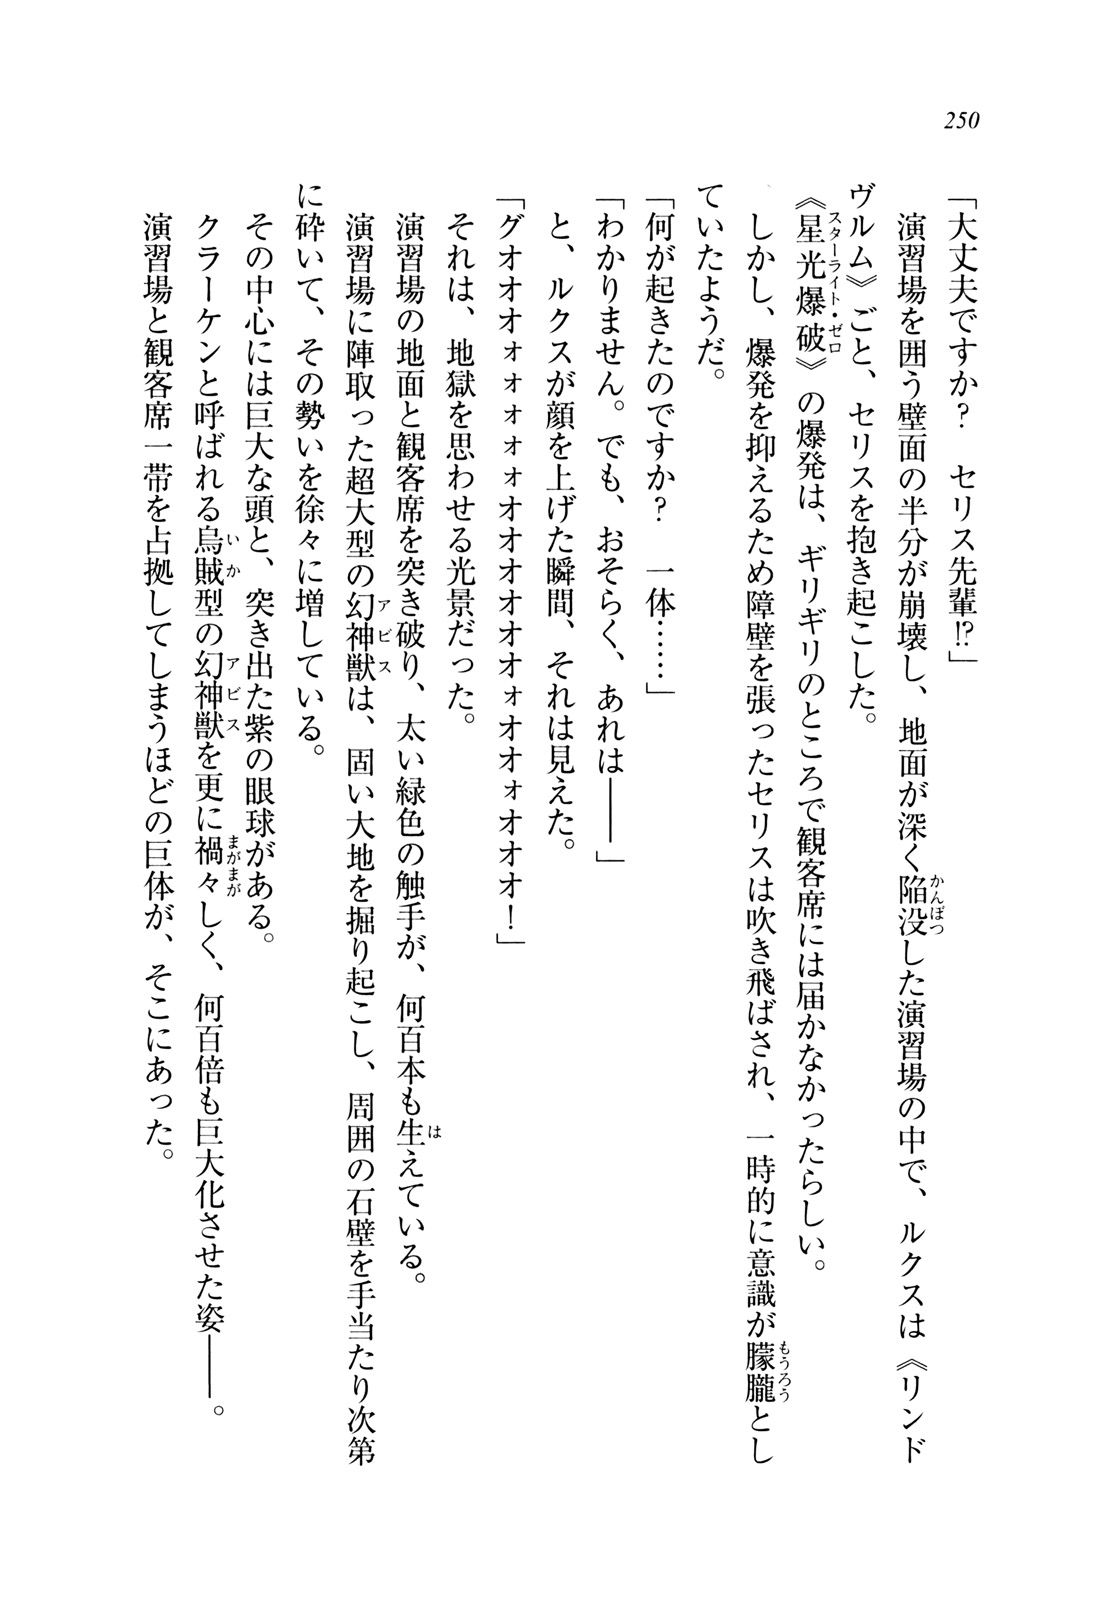 250
「大丈夫ですか？　セリス先輩!?」
　演習場を囲う壁面の半分が崩壊し、地面が深く陥没した演習場の中で、ルクスは《リンド
ヴルム》ごと、セリスを抱き起こした。
《星光爆破》の爆発は、ギリギリのところで観客席には届かなかったらしい。
　しかし、爆発を抑えるため障壁を張ったセリスは吹き飛ばされ、一時的に意識が朦朧とし
ていたようだ。
「何が起きたのですか？　一体……」
「わかりません。でも、おそらく、あれは――」
　と、ルクスが顔を上げた瞬間、それは見えた。
「グオオオォォォォオオオオオォオオォオオオ！」
　それは、地獄を思わせる光景だった。
　演習場の地面と観客席を突き破り、太い緑色の触手が、何百本も生えている。
　演習場に陣取った超大型の幻神獣は、固い大地を掘り起こし、周囲の石壁を手当たり次第
に砕いて、その勢いを徐々に増している。
　その中心には巨大な頭と、突き出た紫の眼球がある。
　クラーケンと呼ばれる烏賊型の幻神獣を更に禍々しく、何百倍も巨大化させた姿――。
　演習場と観客席一帯を占拠してしまうほどの巨体が、そこにあった。